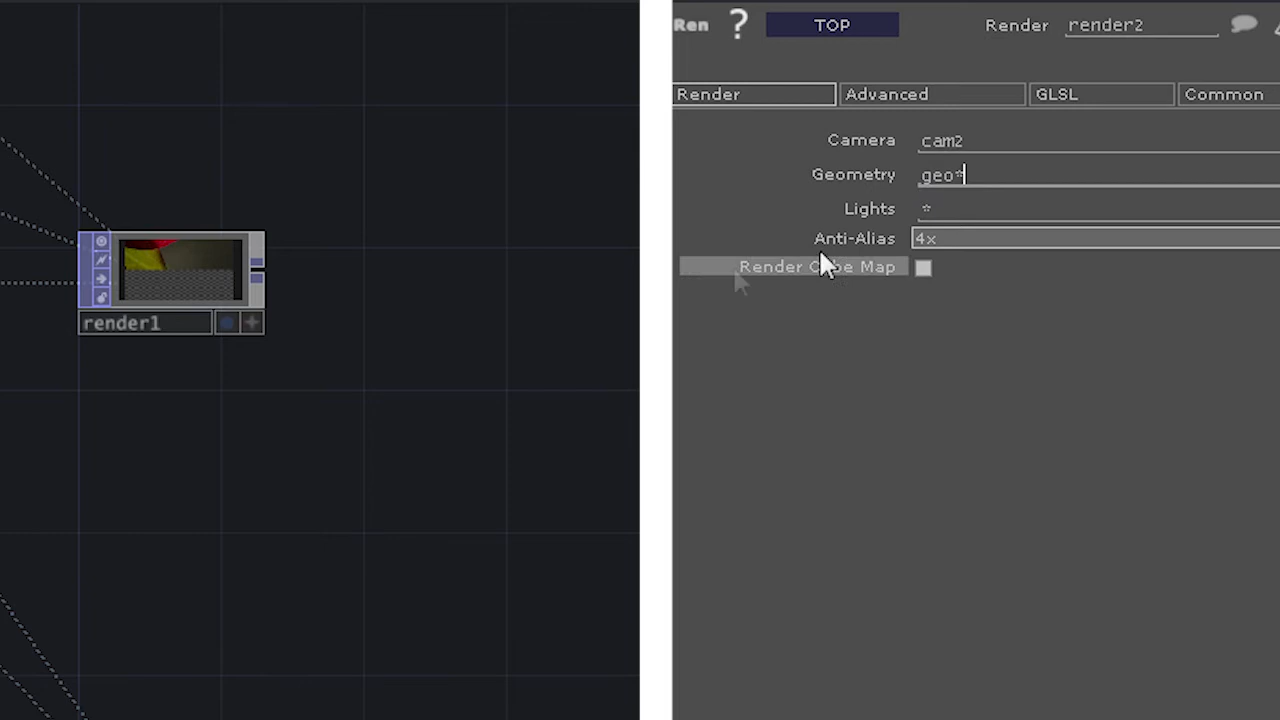 render1
Ren ? TOP Render render2
Render Advanced GLSL Common
Camera cam2
Geometry geo*
Lights *
Anti-Alias 4x
Render Cube Map